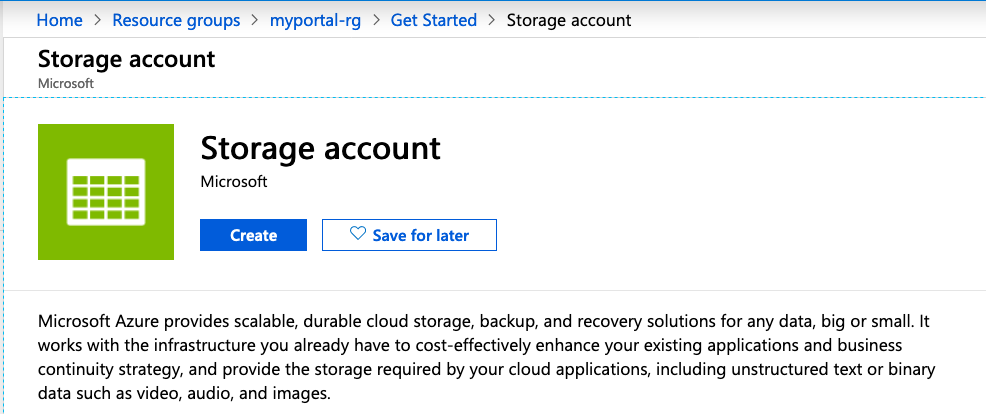 Home > Resource groups > myportal-rg > Get Started > Storage account
Storage account
Microsoft
Storage account
Microsoft
Create
Save for later
Microsoft Azure provides scalable, durable cloud storage, backup, and recovery solutions for any data, big or small. It
works with the infrastructure you already have to cost-effectively enhance your existing applications and business
continuity strategy, and provide the storage required by your cloud applications, including unstructured text or binary
data such as video, audio, and images.